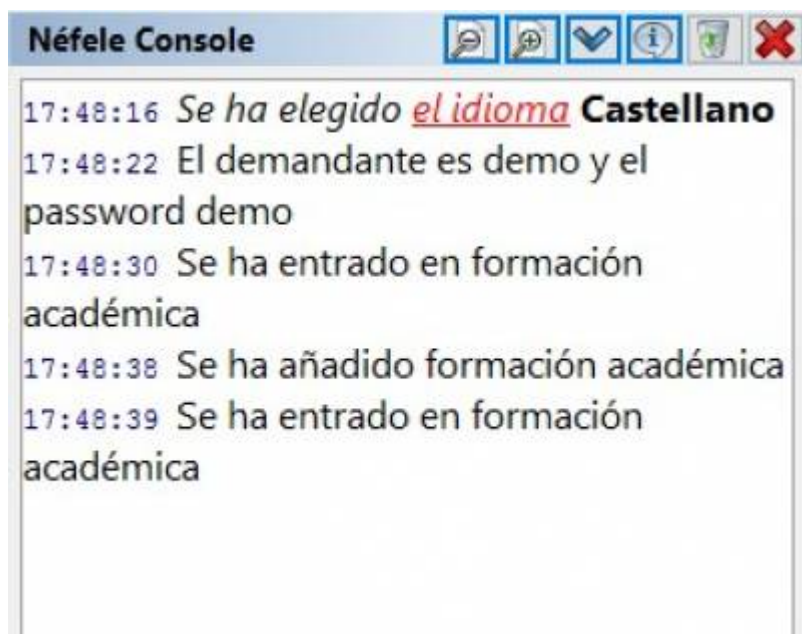 Néfele Console
17:48:16 Se ha elegido el idioma Castellano
17:48:22 El demandante es demo y el
password demo
17:48:30 Se ha entrado en formación
académica
17:48:38 Se ha añadido formación académica
17:48:39 Se ha entrado en formación
académica